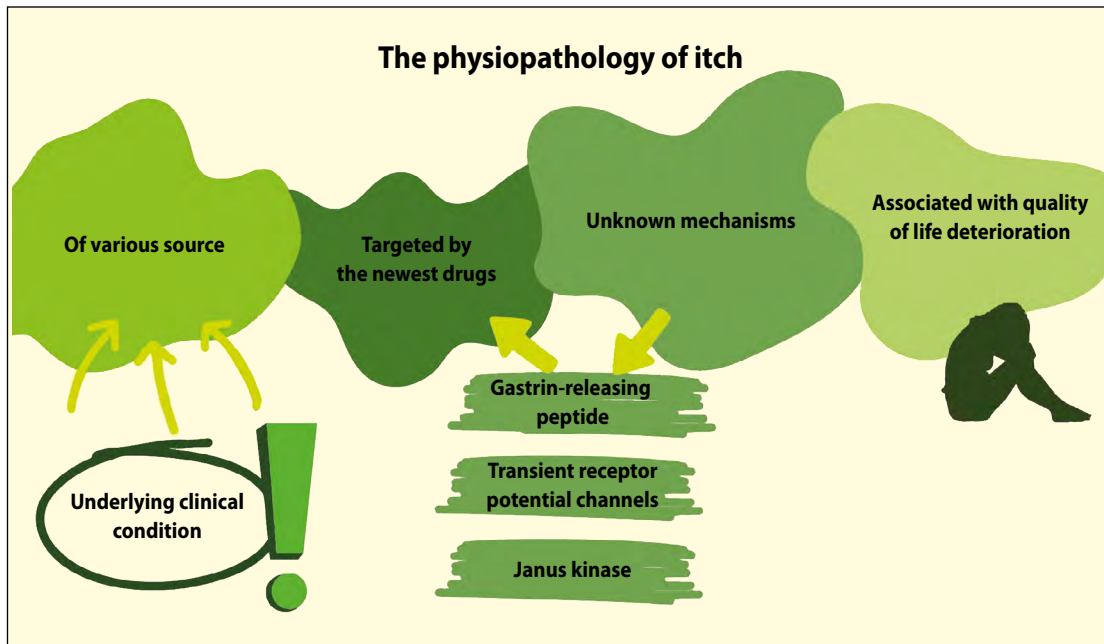 The physiopathology of itch
Of various source
Targeted by
the newest drugs
Unknown mechanisms
Associated with quality
of life deterioration
Underlying clinical
condition
!
Gastrin-releasing
peptide
Transient receptor
potential channels
Janus kinase